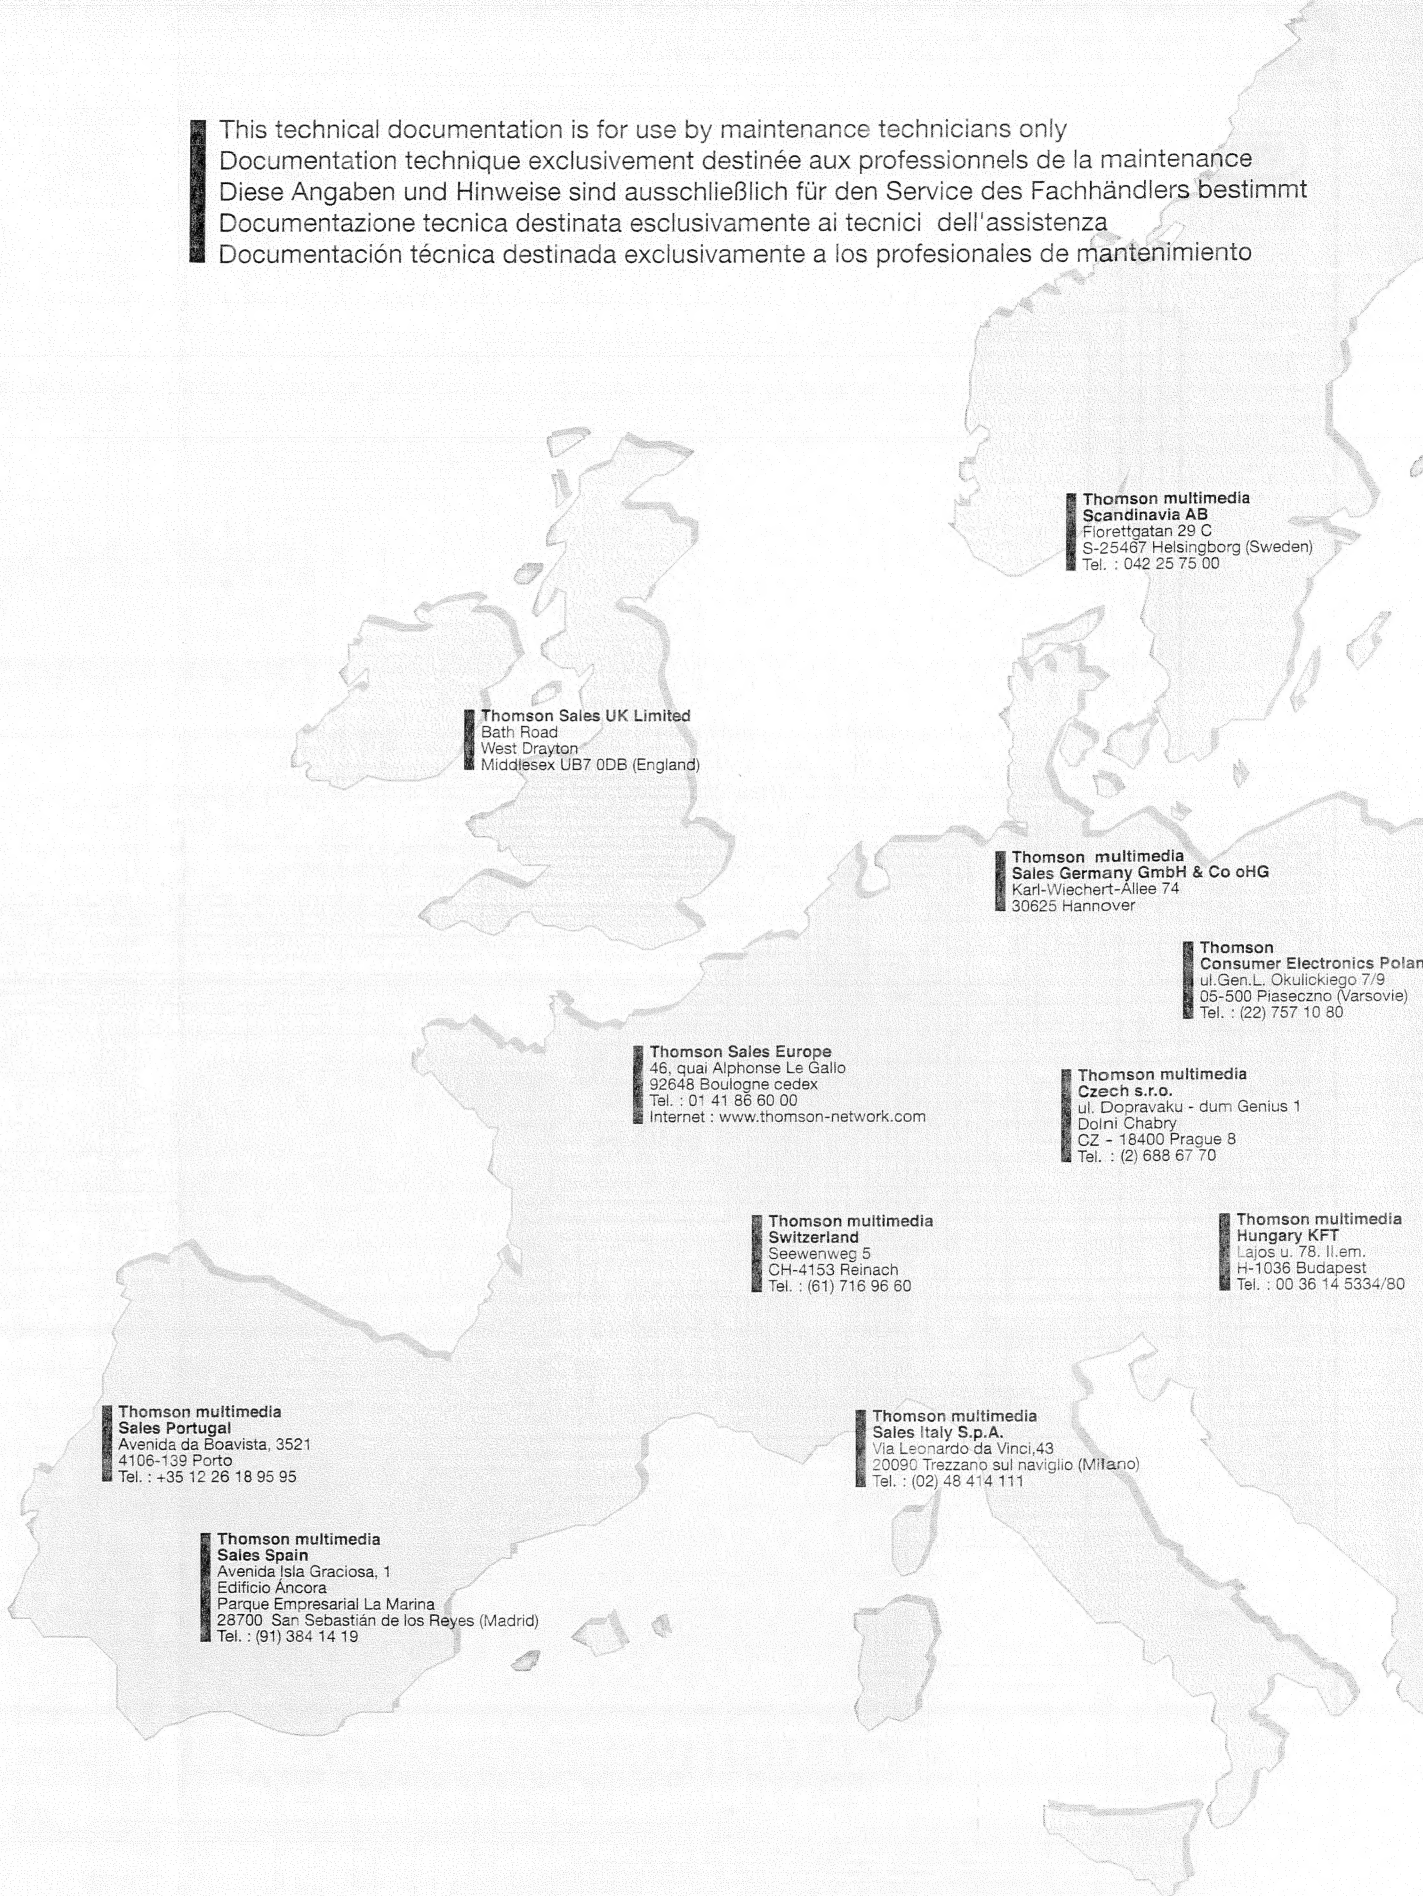 This technical documentation is for use by maintenance technicians only
Documentation technique exclusivement destinée aux professionnels de la maintenance
Diese Angaben und Hinweise sind ausschließlich für den Service des Fachhändlers bestimmt
Documentazione tecnica destinata esclusivamente ai tecnici dell'assistenza
Documentación técnica destinada exclusivamente a los profesionales de mantenimiento
Thomson multimedia
Scandinavia AB
Florettgatan 29 C
S-25467 Helsingborg (Sweden)
Tel. : 042 25 75 00
Thomson Sales UK Limited
Bath Road
West Drayton
Middlesex UB7 0DB (England)
Thomson multimedia
Sales Germany GmbH & Co oHG
Karl-Wiechert-Allee 74
30625 Hannover
Thomson
Consumer Electronics Polan
ul.Gen.L. Okulickiego 7/9
05-500 Piaseczno (Varsovie)
Tel. : (22) 757 10 80
Thomson Sales Europe
46, quai Alphonse Le Gallo
92648 Boulogne cedex
Tel. : 01 41 86 60 00
Internet : www.thomson-network.com
Thomson multimedia
Czech s.r.o.
ul. Dopravaku - dum Genius 1
Dolni Chabry
CZ - 18400 Prague 8
Tel. : (2) 688 67 70
Thomson multimedia
Switzerland
Seewenweg 5
CH-4153 Reinach
Tel. : (61) 716 96 60
Thomson multimedia
Hungary KFT
Lajos u. 78. II.em.
H-1036 Budapest
Tel. : 00 36 14 5334/80
Thomson multimedia
Sales Portugal
Avenida da Boavista, 3521
4106-139 Porto
Tel. : +35 12 26 18 95 95
Thomson multimedia
Sales Italy S.p.A.
Via Leonardo da Vinci,43
20090 Trezzano sul naviglio (Milano)
Tel. : (02) 48 414 111
Thomson multimedia
Sales Spain
Avenida Isla Graciosa, 1
Edificio Áncora
Parque Empresarial La Marina
28700 San Sebastián de los Reyes (Madrid)
Tel. : (91) 384 14 19